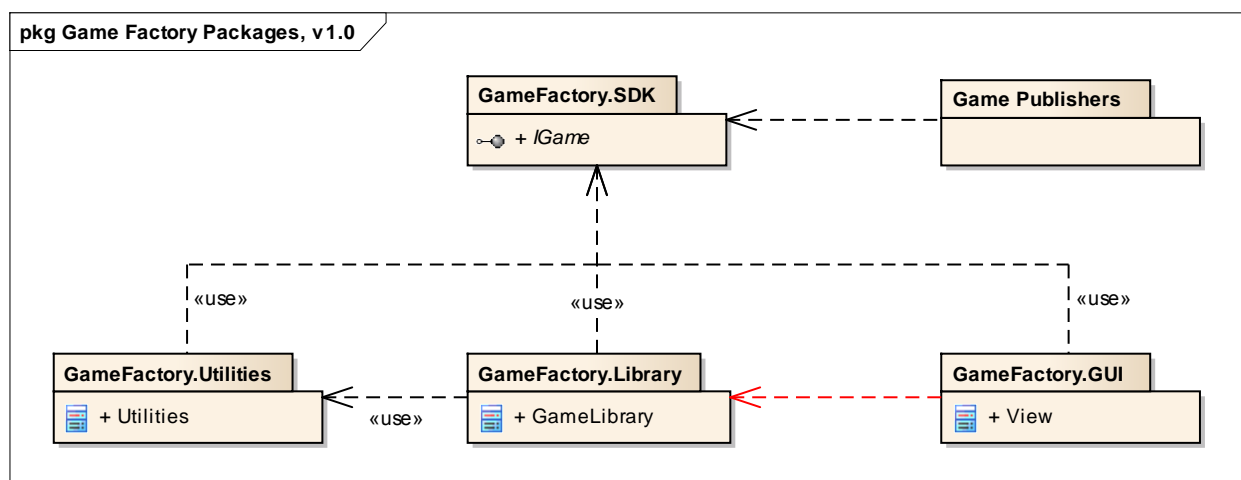 pkg Game Factory Packages, v1.0
GameFactory.SDK
+ IGame
Game Publishers
«use»
«use»
«use»
GameFactory.Utilities
+ Utilities
«use»
GameFactory.Library
+ GameLibrary
GameFactory.GUI
+ View